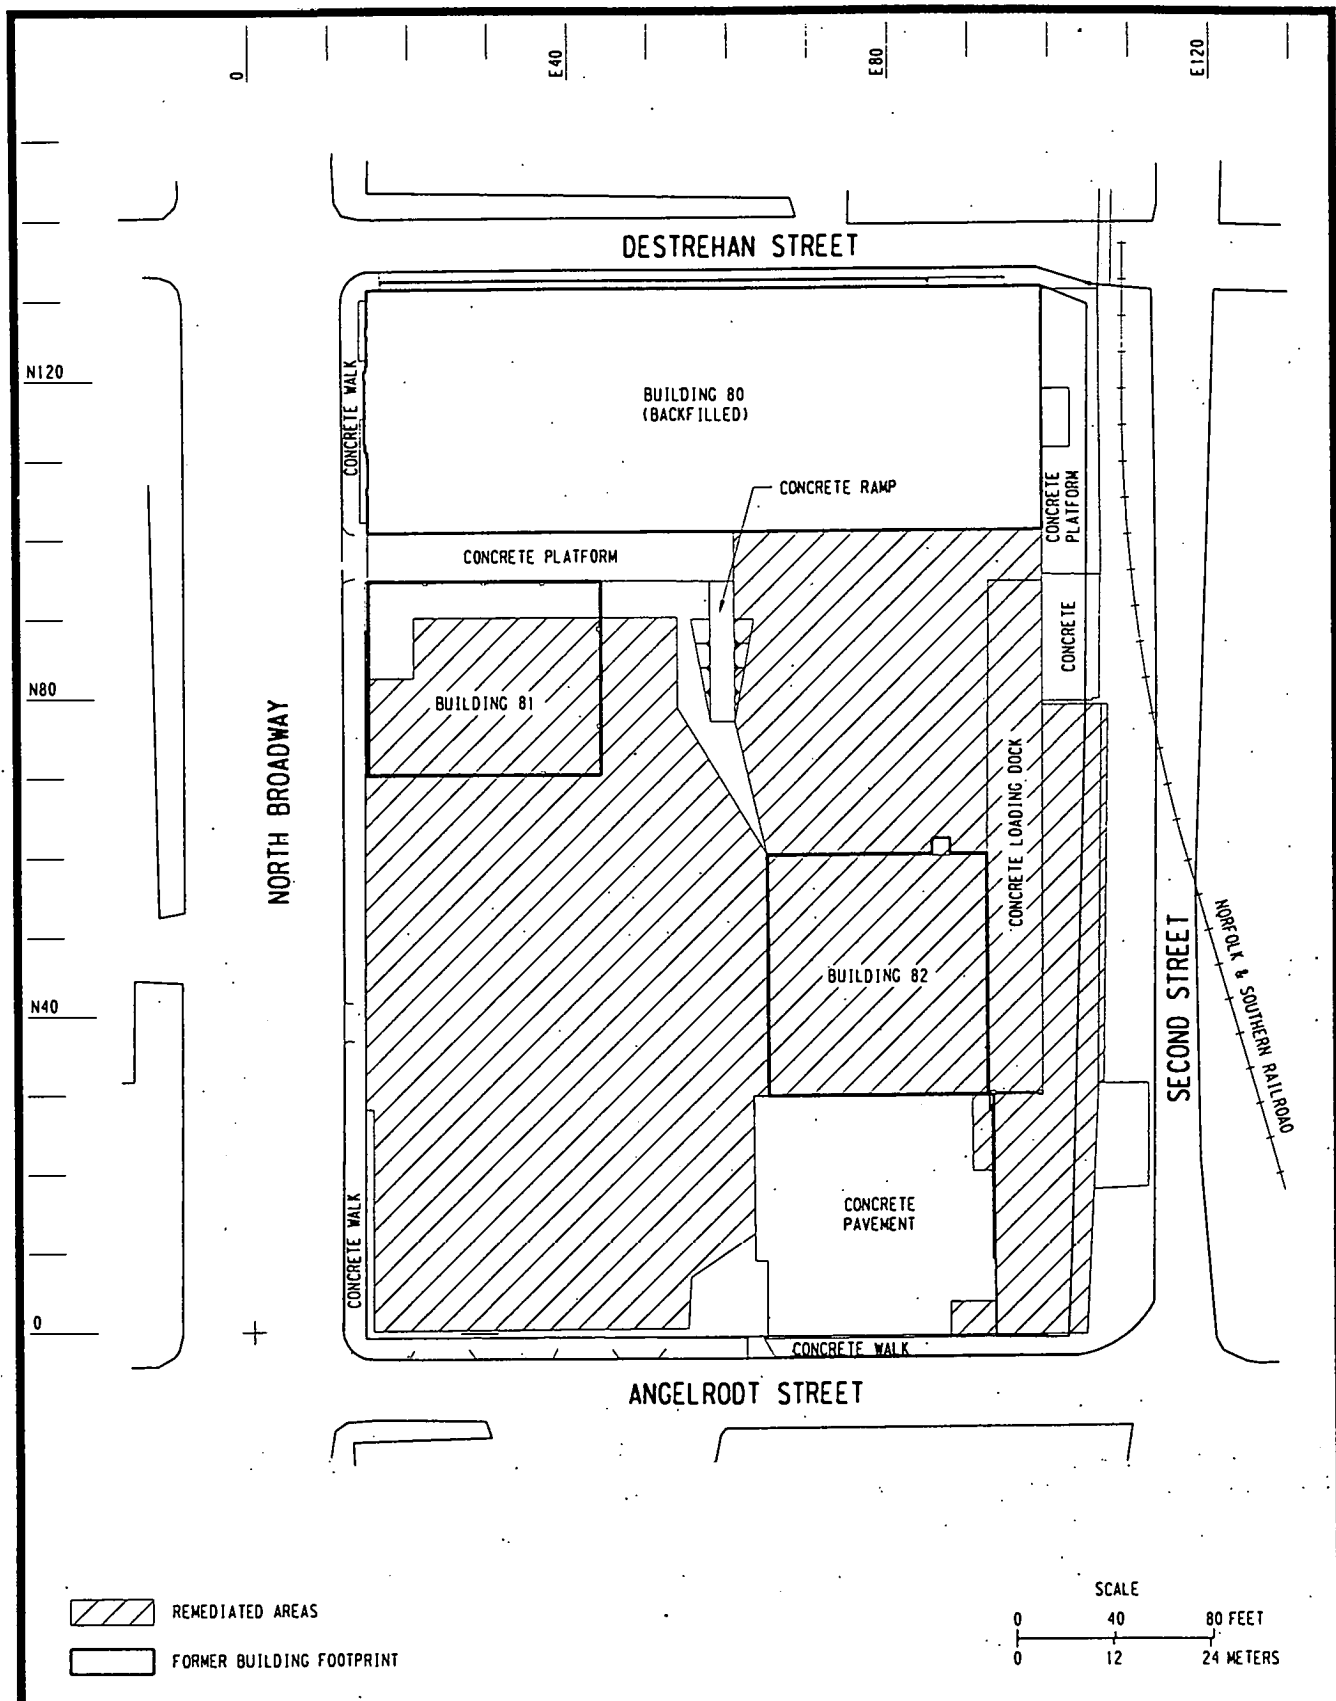 0
E40
E80
E120
DESTREHAN STREET
N120
CONCRETE WALK
BUILDING 80
(BACKFILLED)
CONCRETE RAMP
CONCRETE
PLATFORM
CONCRETE PLATFORM
CONCRETE
N80
BUILDING 81
NORTH BROADWAY
CONCRETE LOADING DOCK
N40
BUILDING 82
SECOND STREET
NORFOLK & SOUTHERN RAILROAD
CONCRETE
PAVEMENT
CONCRETE WALK
0
CONCRETE WALK
ANGELRODT STREET
REMEDIATED AREAS
FORMER BUILDING FOOTPRINT
SCALE
0 40 80 FEET
0 12 24 METERS